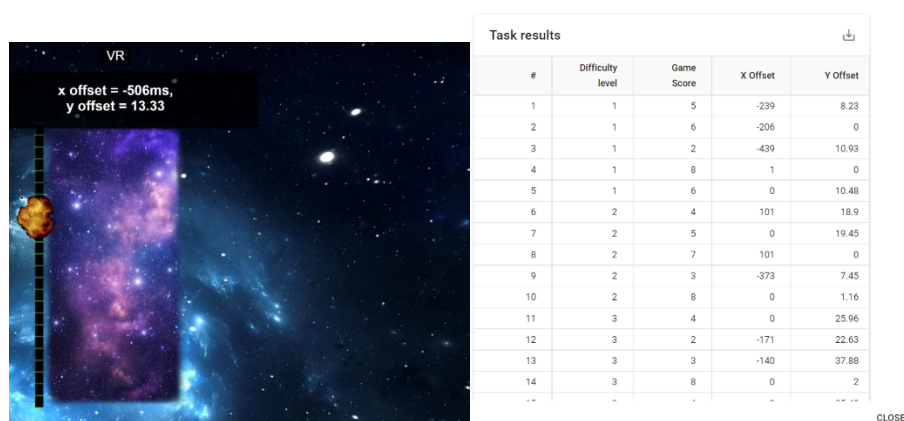 VR
x offset = -506ms,
y offset = 13.33
Task results
# Difficulty level Game Score X Offset Y Offset
1 1 5 -239 8.23
2 1 6 -206 0
3 1 2 -439 10.93
4 1 8 1 0
5 1 6 0 10.48
6 2 4 101 18.9
7 2 5 0 19.45
8 2 7 101 0
9 2 3 -373 7.45
10 2 8 0 1.16
11 3 4 0 25.96
12 3 2 -171 22.63
13 3 3 -140 37.88
14 3 8 0 2
CLOSE